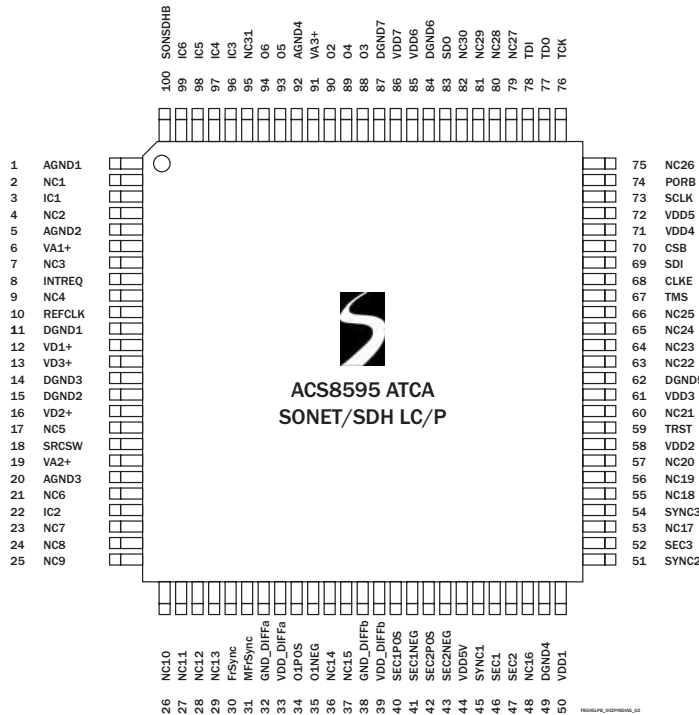 100 SONSDHB
99 IC6
98 IC5
97 IC4
96 IC3
95 NC31
94 O6
93 O5
92 AGND4
91 VA3+
90 O2
89 O4
88 O3
87 DGND7
86 VDD7
85 VDD6
84 DGND6
83 SDO
82 NC30
81 NC29
80 NC28
79 NC27
78 TDI
77 TDO
76 TCK
1 AGND1
2 NC1
3 IC1
4 NC2
5 AGND2
6 VA1+
7 NC3
8 INTREQ
9 NC4
10 REFCLK
11 DGND1
12 VD1+
13 VD3+
14 DGND3
15 DGND2
16 VD2+
17 NC5
18 SRCSW
19 VA2+
20 AGND3
21 NC6
22 IC2
23 NC7
24 NC8
25 NC9
ACS8595 ATCA
SONET/SDH LC/P
75 NC26
74 PORB
73 SCLK
72 VDD5
71 VDD4
70 CSB
69 SDI
68 CLKE
67 TMS
66 NC25
65 NC24
64 NC23
63 NC22
62 DGND5
61 VDD3
60 NC21
59 TRST
58 VDD2
57 NC20
56 NC19
55 NC18
54 SYNC3
53 NC17
52 SEC3
51 SYNC2
26 NC10
27 NC11
28 NC12
29 NC13
30 FrSync
31 MFrSync
32 GND_DIFFa
33 VDD_DIFFa
34 O1POS
35 O1NEG
36 NC14
37 NC15
38 GND_DIFFb
39 VDD_DIFFb
40 SEC1POS
41 SEC1NEG
42 SEC2POS
43 SEC2NEG
44 VDD5V
45 SYNC1
46 SEC1
47 SEC2
48 NC16
49 DGND4
50 VDD1